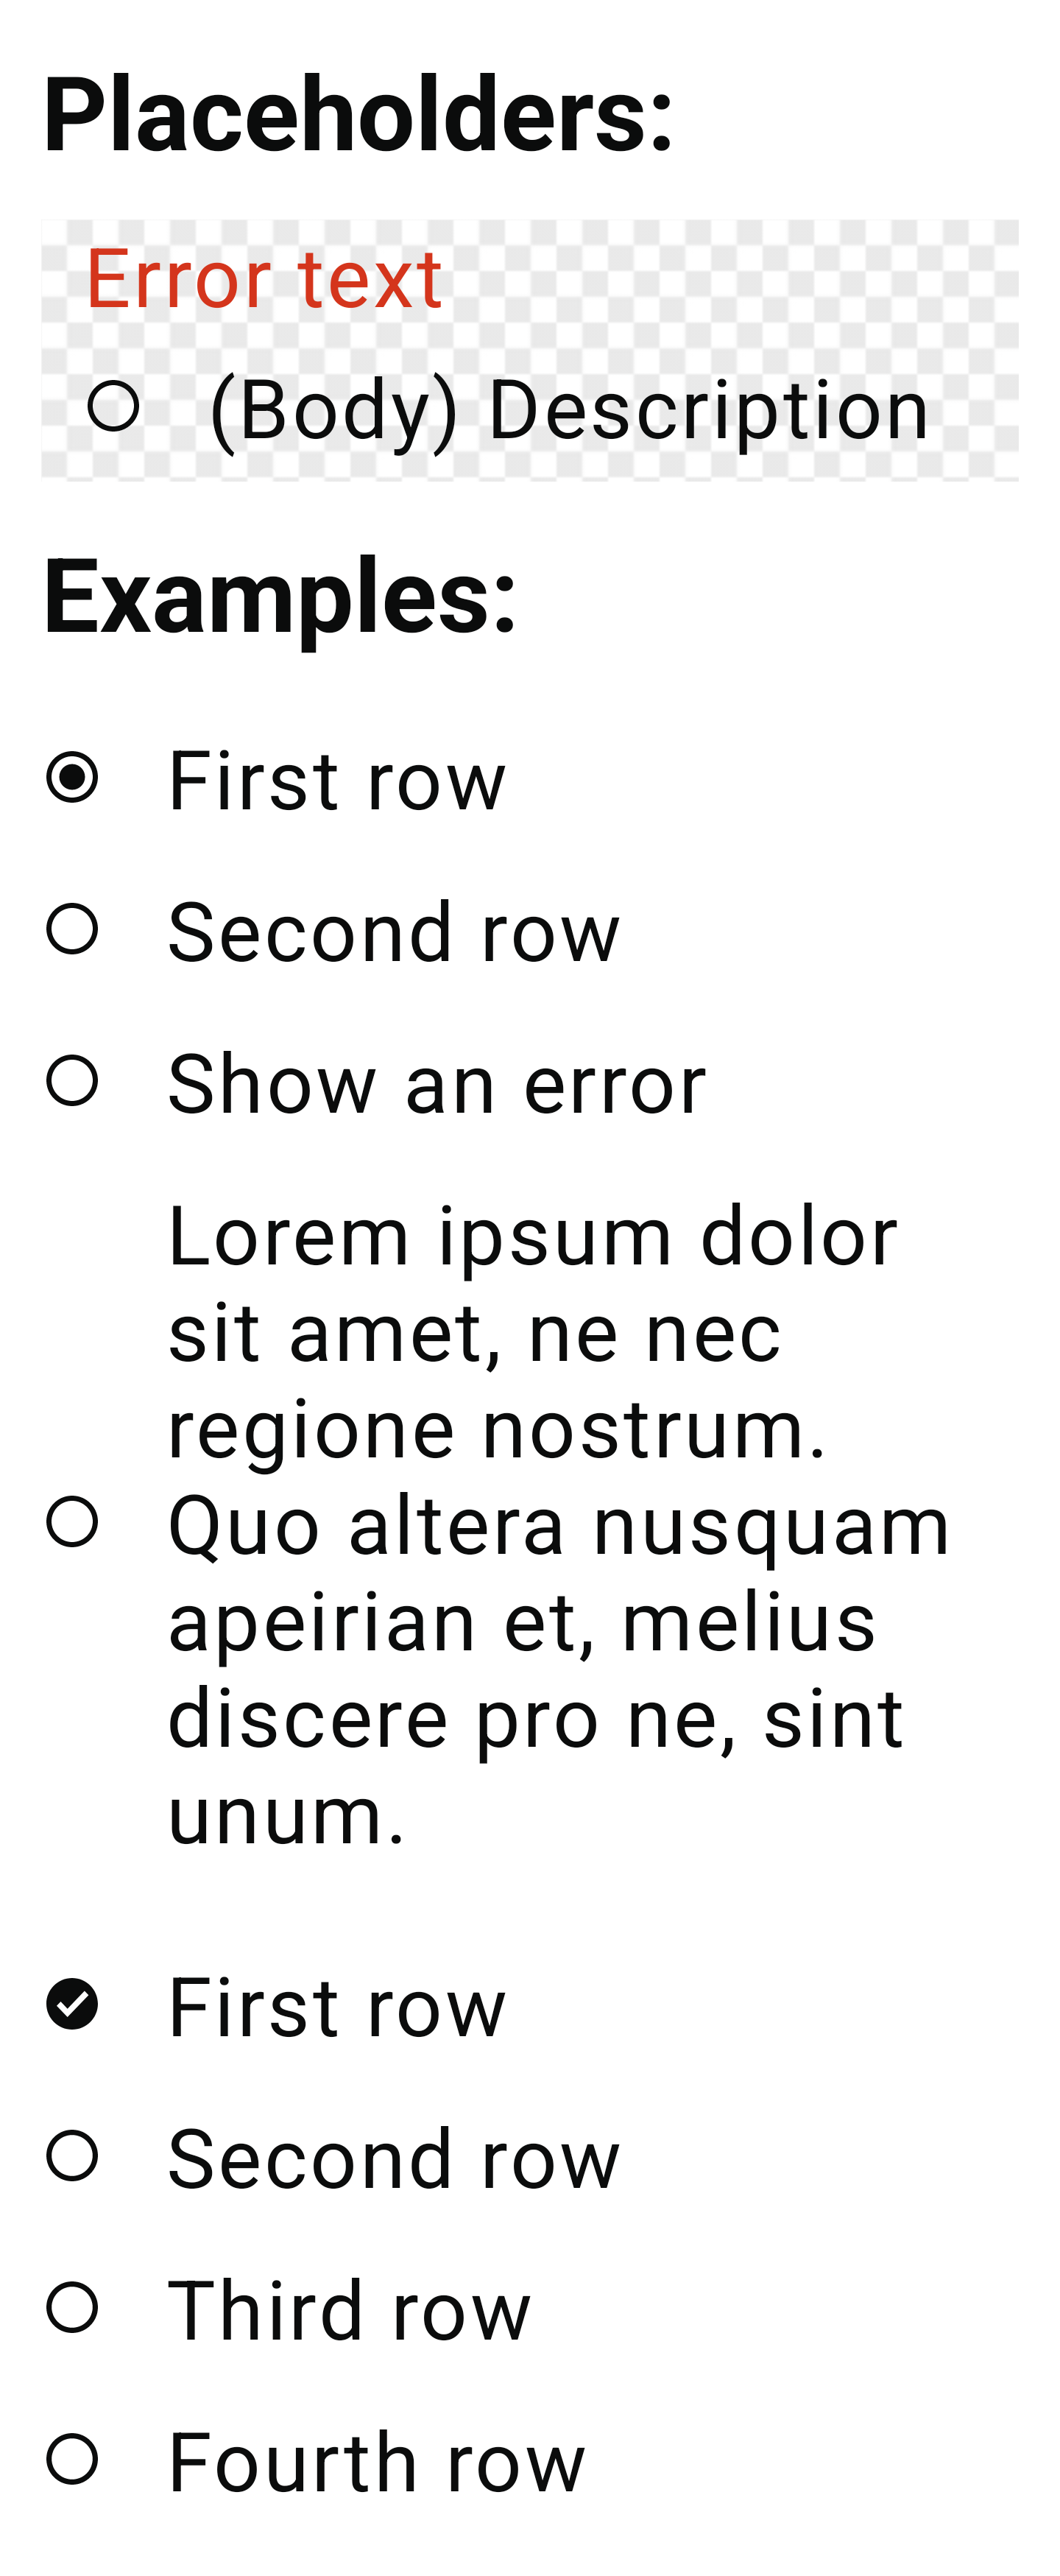 Placeholders:
Error text
(Body) Description
Examples:
First row
Second row
Show an error
Lorem ipsum dolor
sit amet, ne nec
regione nostrum.
Quo altera nusquam
apeirian et, melius
discere pro ne, sint
unum.
First row
Second row
Third row
Fourth row